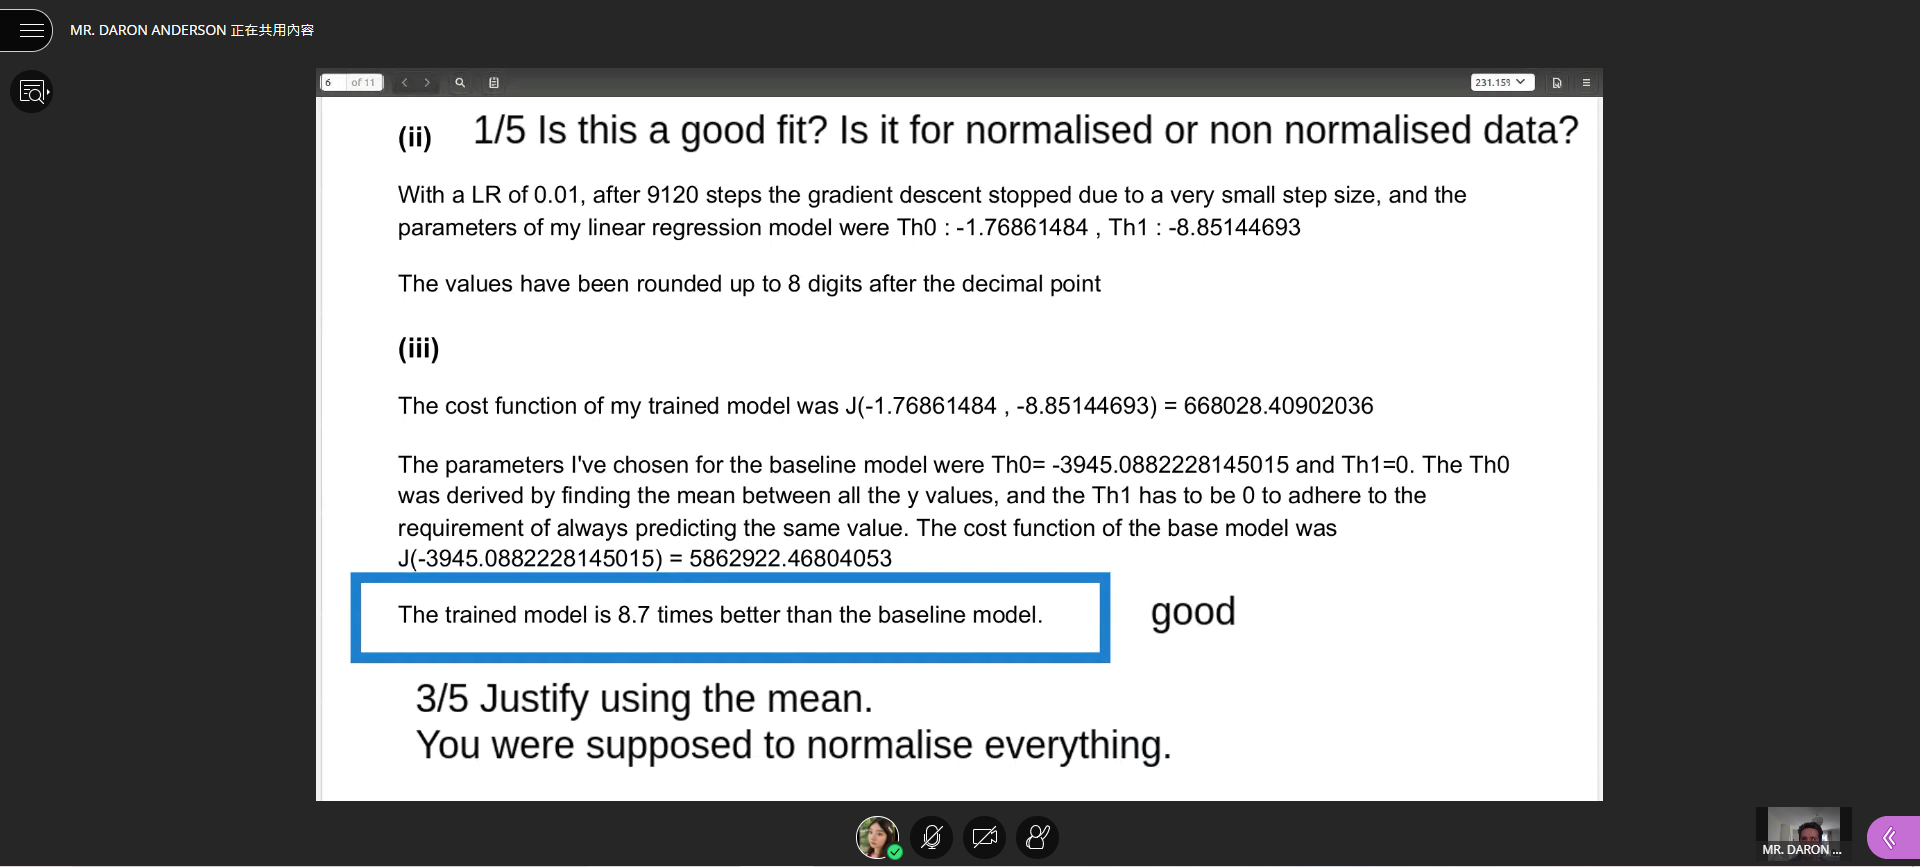 MR. DARON ANDERSON 正在共用內容
6 of 11
231.15%
(ii) 1/5 Is this a good fit? Is it for normalised or non normalised data?
With a LR of 0.01, after 9120 steps the gradient descent stopped due to a very small step size, and the
parameters of my linear regression model were Th0 : -1.76861484 , Th1 : -8.85144693
The values have been rounded up to 8 digits after the decimal point
(iii)
The cost function of my trained model was J(-1.76861484 , -8.85144693) = 668028.40902036
The parameters I've chosen for the baseline model were Th0= -3945.0882228145015 and Th1=0. The Th0
was derived by finding the mean between all the y values, and the Th1 has to be 0 to adhere to the
requirement of always predicting the same value. The cost function of the base model was
J(-3945.0882228145015) = 5862922.46804053
The trained model is 8.7 times better than the baseline model.
good
3/5 Justify using the mean.
You were supposed to normalise everything.
MR. DARON ...